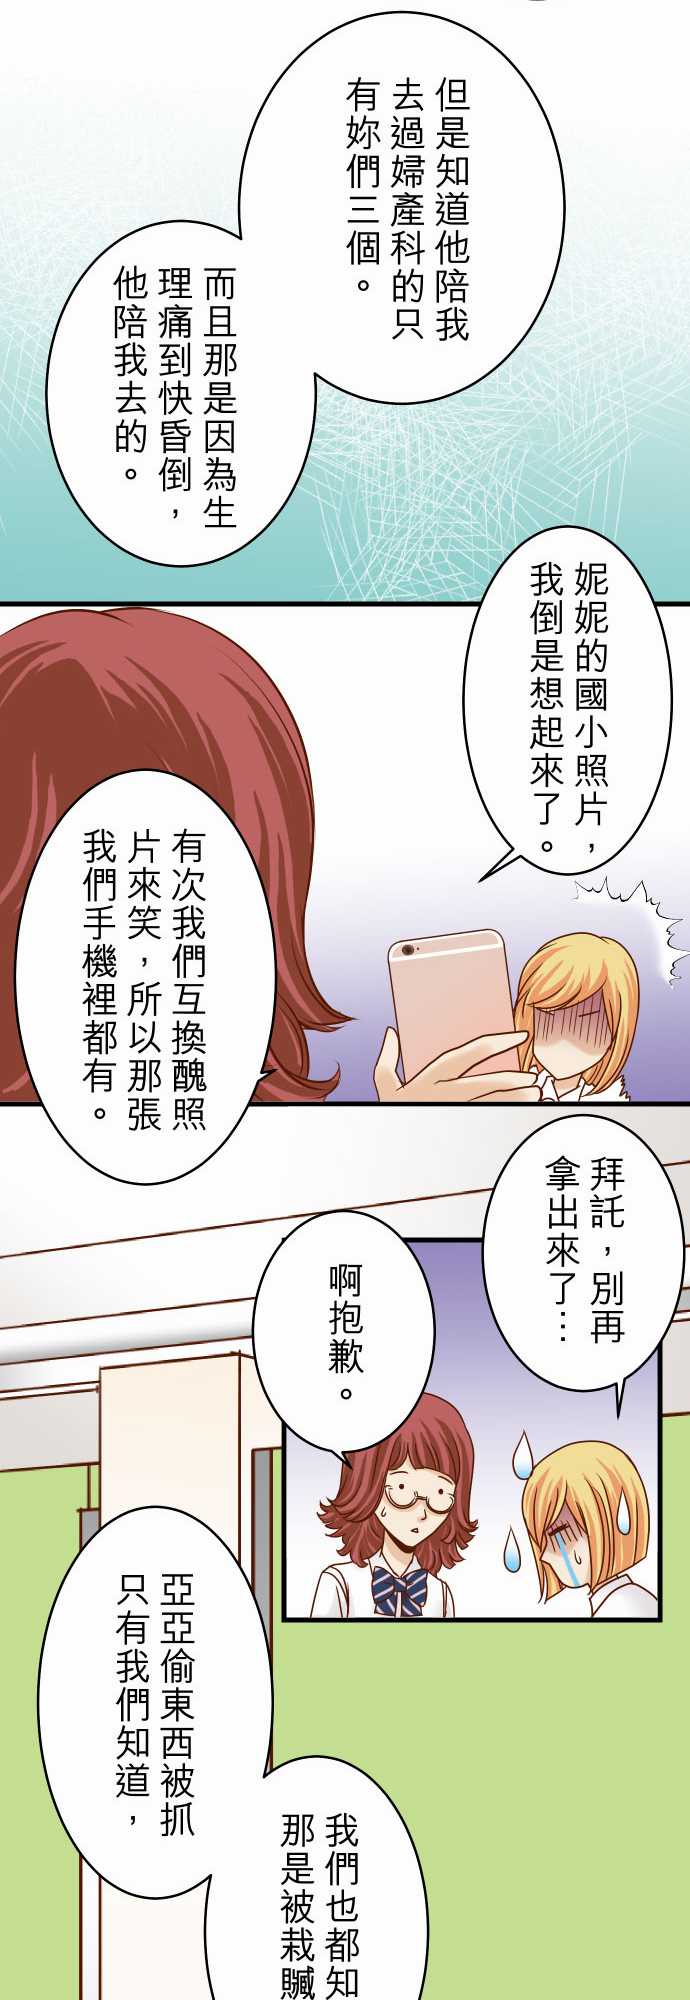 但是知道他陪我
去過婦產科的只
有妳們三個。
而且那是因為生
理痛到快昏倒，
他陪我去的。
妮妮的國小照片，
我倒是想起來了。
有次我們互換醜照
片來笑，所以那張
我們手機裡都有。
拜託，別再
拿出來了…
啊抱歉。
亞亞偷東西被抓
只有我們知道，
我們也都知
那是被栽贓